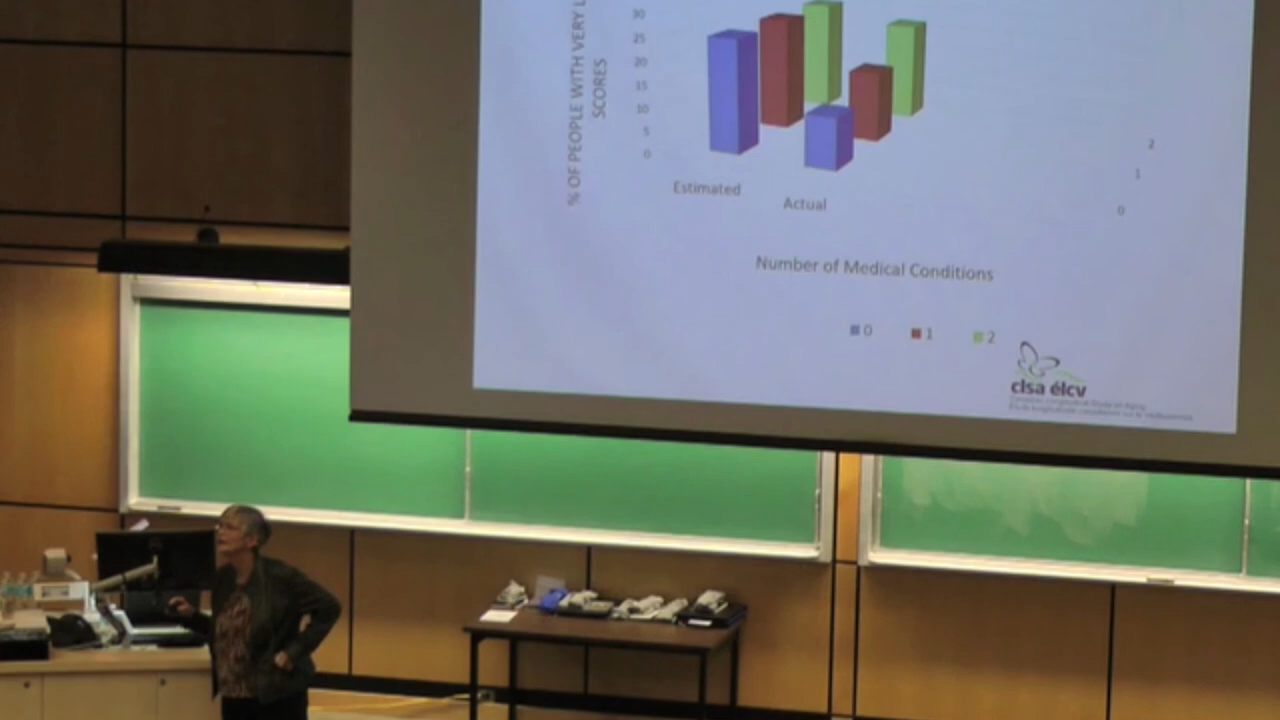 30
25
20
15
10
5
0
% OF PEOPLE WITH VERY L
SCORES
Estimated
Actual
2
1
0
Number of Medical Conditions
0 1 2
clsa élcv